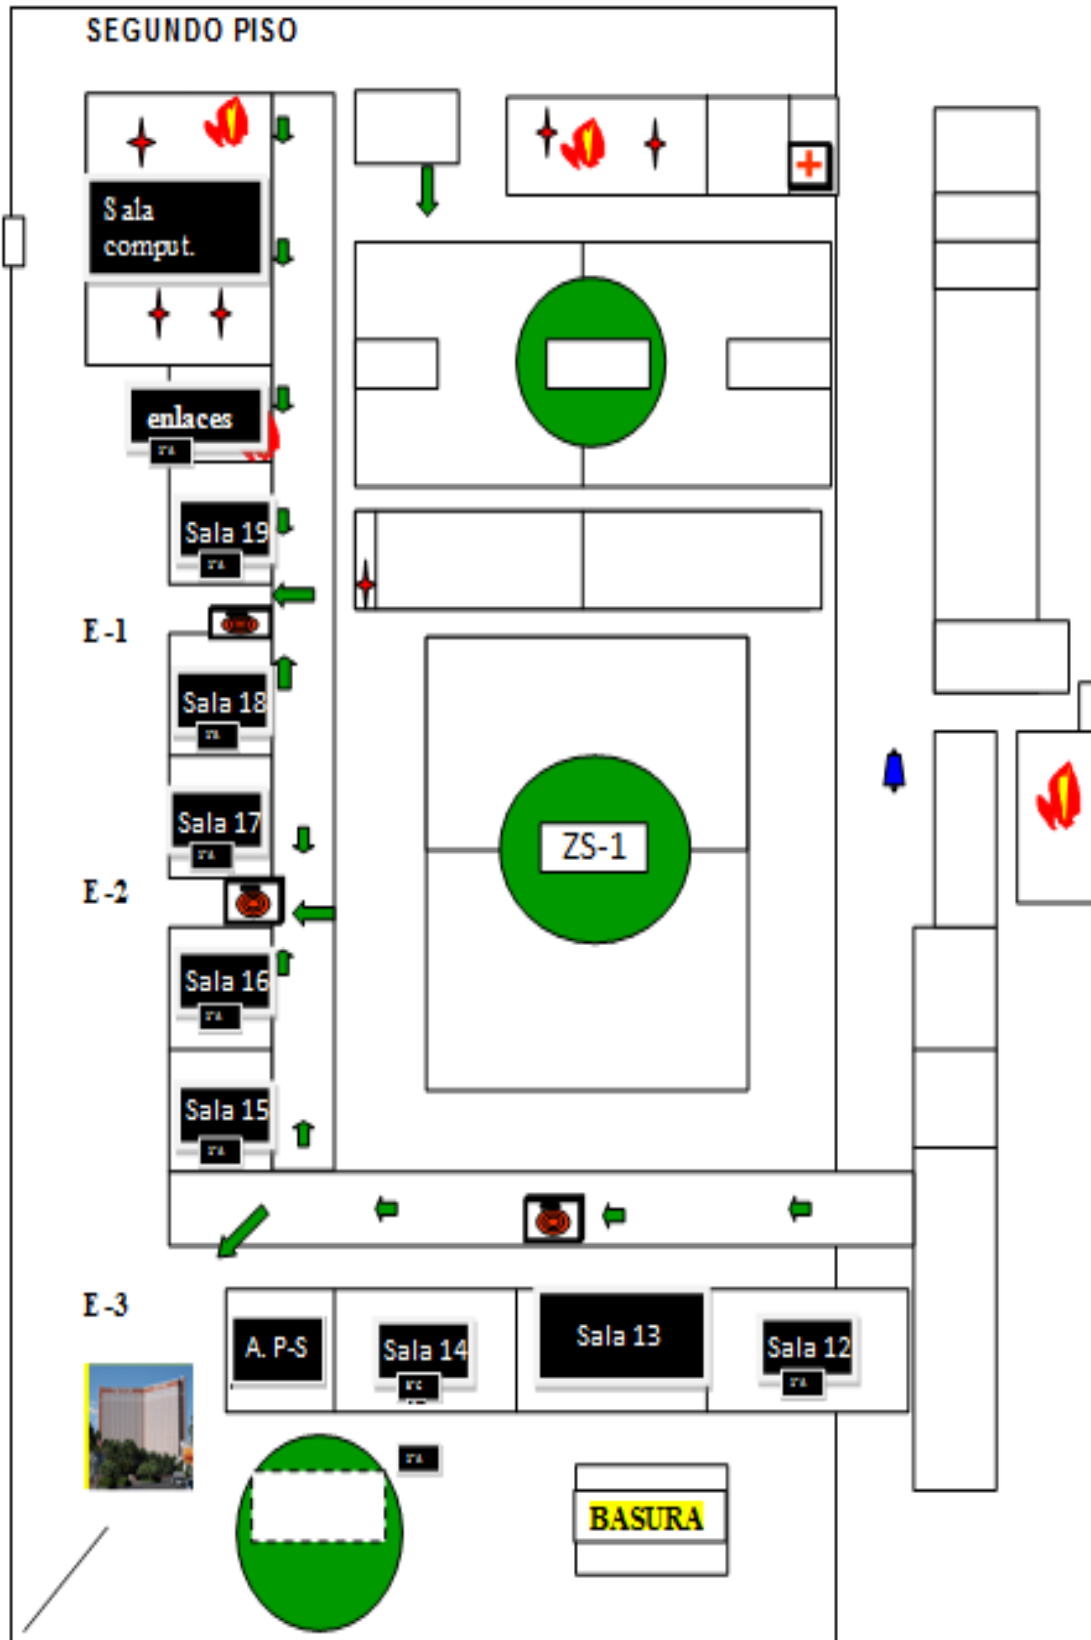 SEGUNDO PISO
Sala
comput.
enlaces
Sala 19
E-1
Sala 18
Sala 17
ZS-1
E-2
Sala 16
Sala 15
E-3
A. P-S
Sala 14
Sala 13
Sala 12
BASURA